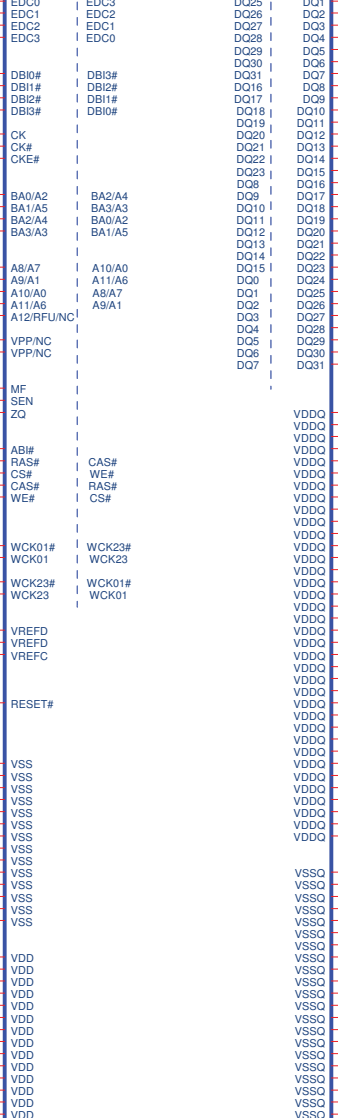 EDC0 EDC3 DQ25 DQ1
EDC1 EDC2 DQ26 DQ2
EDC2 EDC1 DQ27 DQ3
EDC3 EDC0 DQ28 DQ4
DQ29 DQ5
DQ30 DQ6
DBI0# DBI3# DQ31 DQ7
DBI1# DBI2# DQ16 DQ8
DBI2# DBI1# DQ17 DQ9
DBI3# DBI0# DQ18 DQ10
DQ19 DQ11
CK DQ20 DQ12
CK# DQ21 DQ13
CKE# DQ22 DQ14
DQ23 DQ15
DQ8 DQ16
BA0/A2 BA2/A4 DQ9 DQ17
BA1/A5 BA3/A3 DQ10 DQ18
BA2/A4 BA0/A2 DQ11 DQ19
BA3/A3 BA1/A5 DQ12 DQ20
DQ13 DQ21
DQ14 DQ22
A8/A7 A10/A0 DQ15 DQ23
A9/A1 A11/A6 DQ0 DQ24
A10/A0 A8/A7 DQ1 DQ25
A11/A6 A9/A1 DQ2 DQ26
A12/RFU/NC DQ3 DQ27
DQ4 DQ28
VPP/NC DQ5 DQ29
VPP/NC DQ6 DQ30
DQ7 DQ31
MF
SEN
ZQ VDDQ
VDDQ
VDDQ
ABI# VDDQ
RAS# CAS# VDDQ
CS# WE# VDDQ
CAS# RAS# VDDQ
WE# CS# VDDQ
VDDQ
VDDQ
VDDQ
WCK01# WCK23# VDDQ
WCK01 WCK23 VDDQ
VDDQ
WCK23# WCK01# VDDQ
WCK23 WCK01 VDDQ
VDDQ
VDDQ
VREFD VDDQ
VREFD VDDQ
VREFC VDDQ
VDDQ
VDDQ
VDDQ
RESET# VDDQ
VDDQ
VDDQ
VDDQ
VDDQ
VSS VDDQ
VSS VDDQ
VSS VDDQ
VSS VDDQ
VSS VDDQ
VSS VDDQ
VSS VDDQ
VSS
VSS
VSS VSSQ
VSS VSSQ
VSS VSSQ
VSS VSSQ
VSS VSSQ
VSSQ
VSSQ
VDD VSSQ
VDD VSSQ
VDD VSSQ
VDD VSSQ
VDD VSSQ
VDD VSSQ
VDD VSSQ
VDD VSSQ
VDD VSSQ
VDD VSSQ
VDD VSSQ
VDD VSSQ
VDD VSSQ
VDD VSSQ